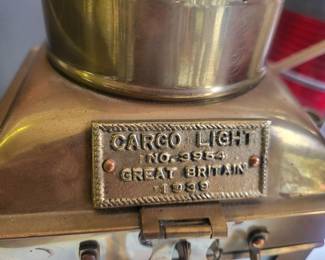 CARGO LIGHT
NO. 3954
GREAT BRITAIN
1939